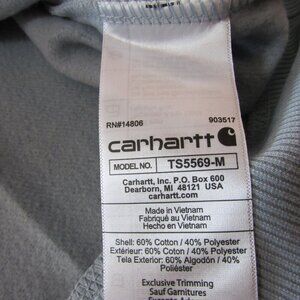 RN#14806 903517
carhartt
MODEL NO. TS5569-M
Carhartt, Inc. P.O. Box 600
Dearborn, MI 48121 USA
carhartt.com
Made in Vietnam
Fabriqué au Vietnam
Hecho en Vietnam
Shell: 60% Cotton / 40% Polyester
Extérieur: 60% Coton / 40% Polyester
Tela Exterior: 60% Algodón / 40%
Poliéster
Exclusive Trimming
Sauf Garnitures